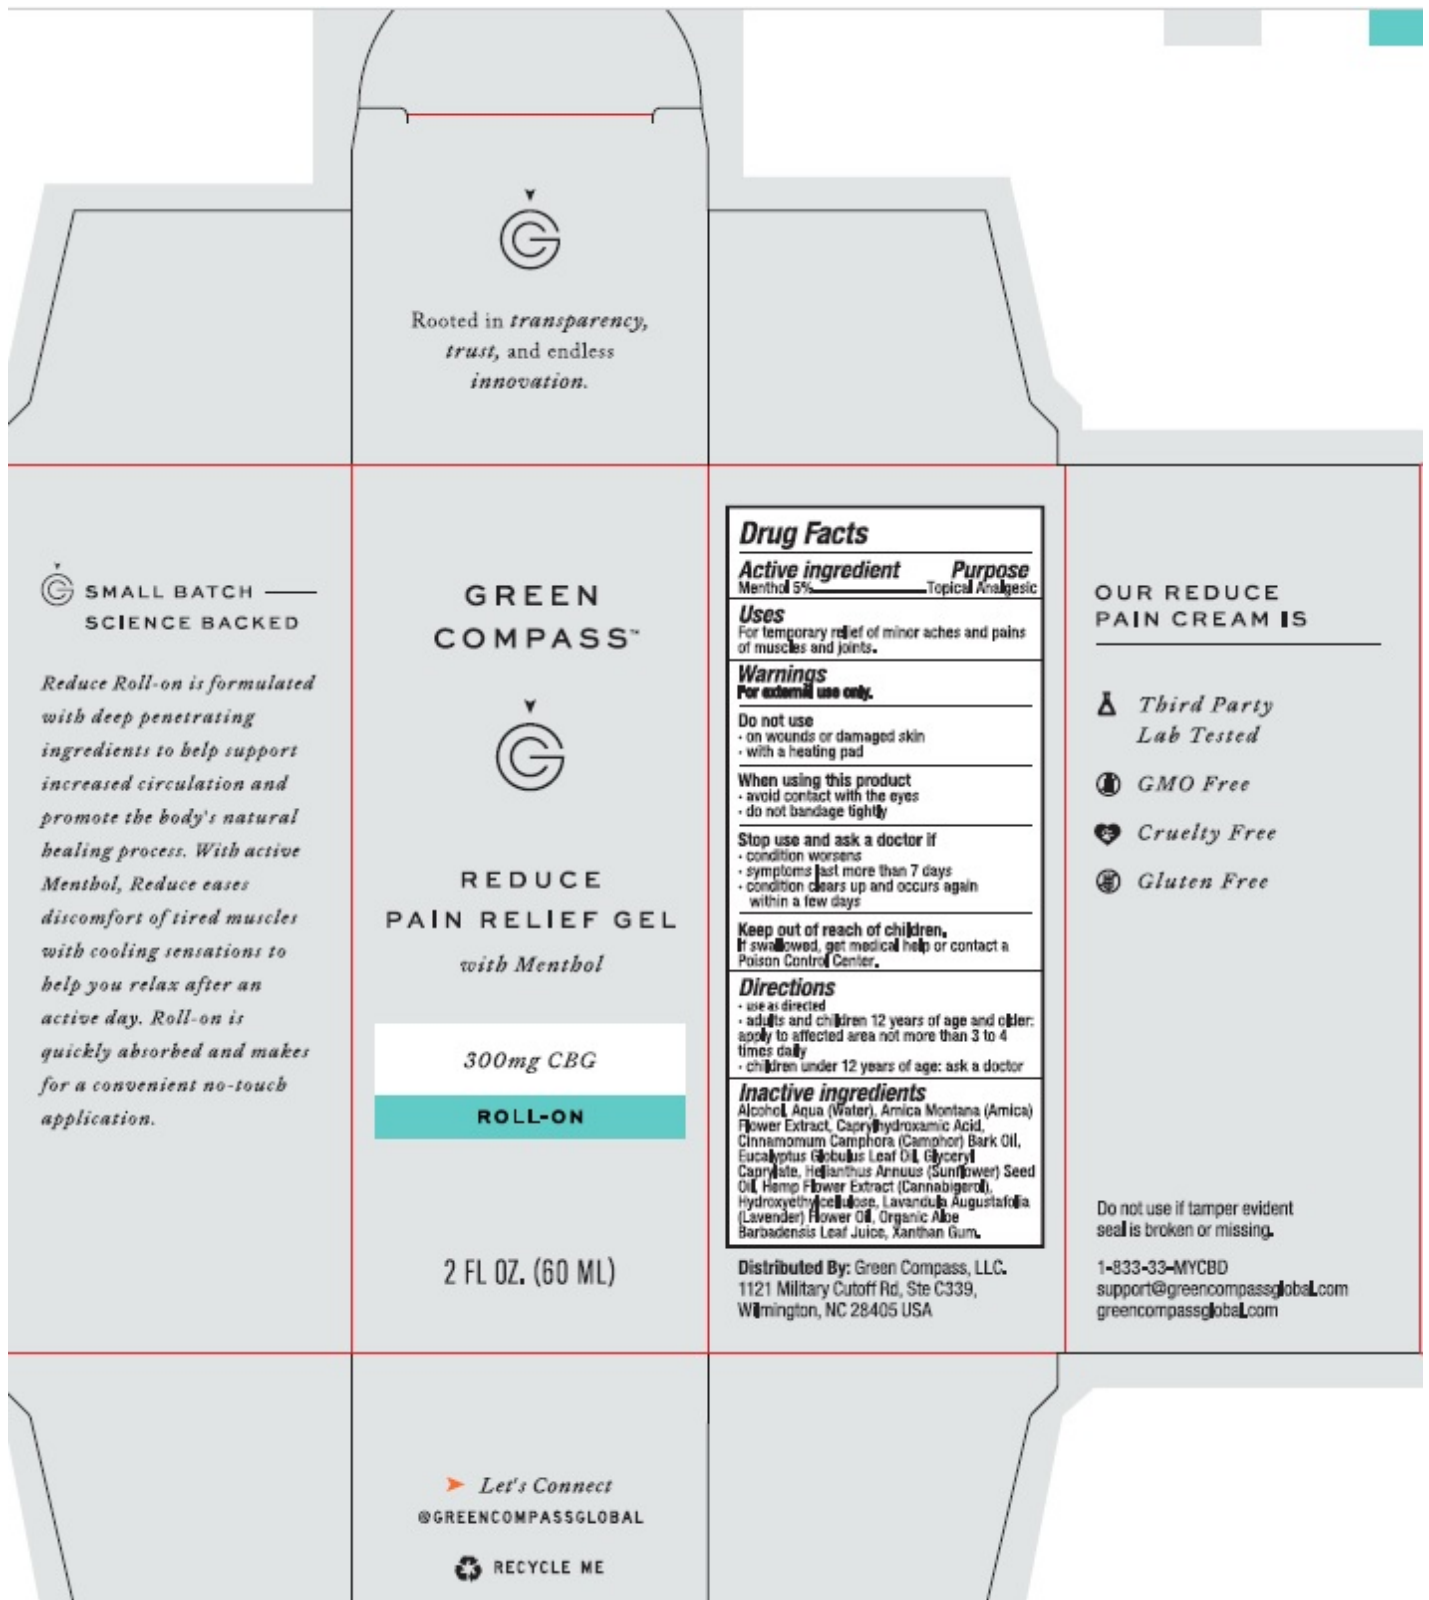 Rooted in transparency,
trust, and endless
innovation.
SMALL BATCH
SCIENCE BACKED
Reduce Roll-on is formulated
with deep penetrating
ingredients to help support
increased circulation and
promote the body's natural
healing process. With active
Menthol, Reduce eases
discomfort of tired muscles
with cooling sensations to
help you relax after an
active day. Roll-on is
quickly absorbed and makes
for a convenient no-touch
application.
GREEN
COMPASS™
REDUCE
PAIN RELIEF GEL
with Menthol
300mg CBG
ROLL-ON
2 FL OZ. (60 ML)
Drug Facts
Active ingredient Purpose
Menthol 5% Topical Analgesic
Uses
For temporary relief of minor aches and pains
of muscles and joints.
Warnings
For external use only.
Do not use
· on wounds or damaged skin
· with a heating pad
When using this product
· avoid contact with the eyes
· do not bandage tightly
Stop use and ask a doctor if
· condition worsens
· symptoms last more than 7 days
· condition clears up and occurs again
within a few days
Keep out of reach of children.
If swallowed, get medical help or contact a
Poison Control Center.
Directions
· use as directed
· adults and children 12 years of age and older:
apply to affected area not more than 3 to 4
times daily
· children under 12 years of age: ask a doctor
Inactive ingredients
Alcohol, Aqua (Water), Arnica Montana (Arnica)
Flower Extract, Caprylhydroxamic Acid,
Cinnamomum Camphora (Camphor) Bark Oil,
Eucalyptus Globulus Leaf Oil, Glyceryl
Caprylate, Helianthus Annuus (Sunflower) Seed
Oil, Hemp Flower Extract (Cannabigerol),
Hydroxyethylcellulose, Lavandula Augustafolia
(Lavender) Flower Oil, Organic Aloe
Barbadensis Leaf Juice, Xanthan Gum.
Distributed By: Green Compass, LLC.
1121 Military Cutoff Rd, Ste C339,
Wilmington, NC 28405 USA
OUR REDUCE
PAIN CREAM IS
Third Party
Lab Tested
GMO Free
Cruelty Free
Gluten Free
Do not use if tamper evident
seal is broken or missing.
1-833-33-MYCBD
support@greencompassglobal.com
greencompassglobal.com
Let's Connect
@GREENCOMPASSGLOBAL
RECYCLE ME